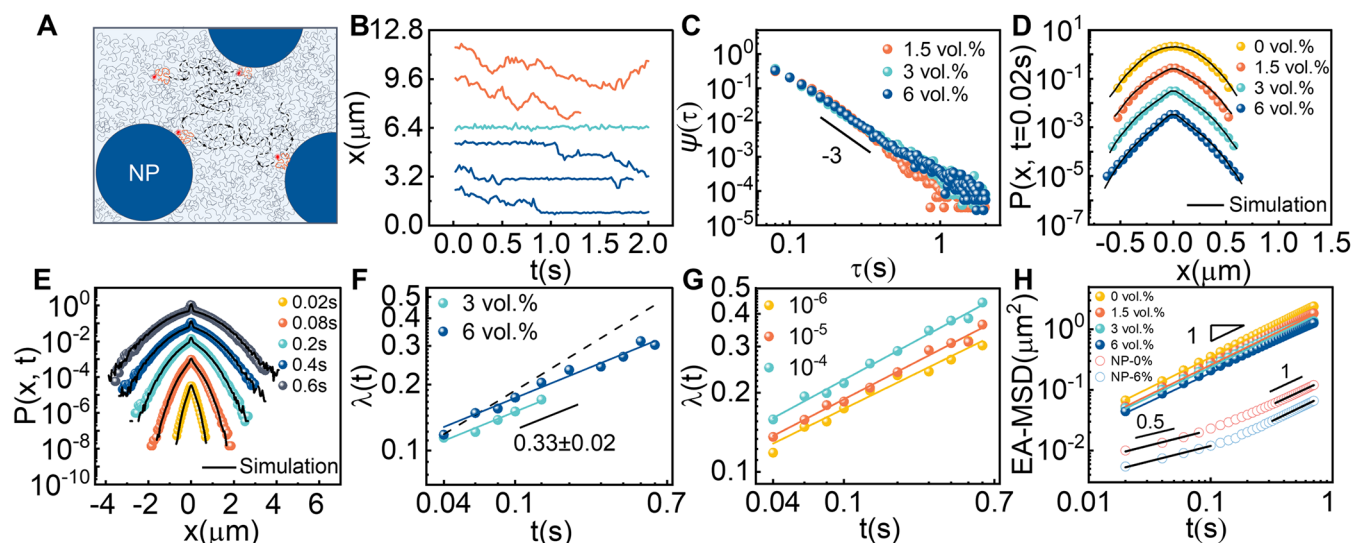 A
NP
B
12.8
9.6
6.4
3.2
0.0
x(μm)
0.0 0.5 1.0 1.5 2.0
t(s)
C
10^0
10^-1
10^-2
10^-3
10^-4
10^-5
ψ(τ)
1.5 vol.%
3 vol.%
6 vol.%
-3
0.1 1
τ(s)
D
10^1
10^-1
10^-3
10^-5
10^-7
P(x, t=0.02s)
0 vol.%
1.5 vol.%
3 vol.%
6 vol.%
Simulation
-0.5 0.0 0.5 1.0 1.5
x(μm)
E
10^0
10^-2
10^-4
10^-6
10^-8
10^-10
P(x, t)
0.02s
0.08s
0.2s
0.4s
0.6s
Simulation
-4 -2 0 2 4 6
x(μm)
F
0.5
0.3
0.2
0.1
λ(t)
3 vol.%
6 vol.%
0.33±0.02
0.04 0.1 0.7
t(s)
G
0.5
0.4
0.3
0.2
0.1
λ(t)
10^-6
10^-5
10^-4
0.04 0.1 0.7
t(s)
H
10^0
10^-1
10^-2
EA-MSD(μm^2)
0 vol.%
1.5 vol.%
3 vol.%
6 vol.%
NP-0%
NP-6%
1
1
0.5
0.01 0.1 1
t(s)